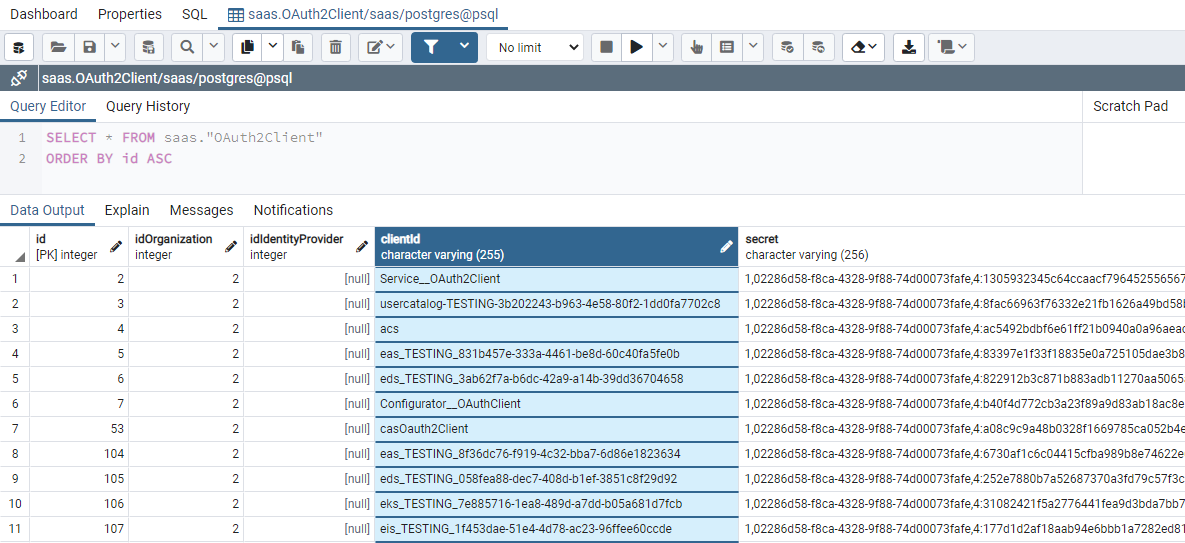 Dashboard Properties SQL saas.OAuth2Client/saas/postgres@psql
No limit
saas.OAuth2Client/saas/postgres@psql
Query Editor Query History Scratch Pad
1 SELECT * FROM saas."OAuth2Client"
2 ORDER BY id ASC
Data Output Explain Messages Notifications
id idOrganization idIdentityProvider clientId secret
[PK] integer integer integer character varying (255) character varying (256)
1 2 2 [null] Service__OAuth2Client 1,02286d58-f8ca-4328-9f88-74d00073fafe,4:1305932345c64ccaacf796452556567
2 3 2 [null] usercatalog-TESTING-3b202243-b963-4e58-80f2-1dd0fa7702c8 1,02286d58-f8ca-4328-9f88-74d00073fafe,4:8fac66963f76332e21fb1626a49bd58b
3 4 2 [null] acs 1,02286d58-f8ca-4328-9f88-74d00073fafe,4:ac5492bdbf6e61ff21b0940a0a96aead
4 5 2 [null] eas_TESTING_831b457e-333a-4461-be8d-60c40fa5fe0b 1,02286d58-f8ca-4328-9f88-74d00073fafe,4:83397e1f33f18835e0a725105dae3b8
5 6 2 [null] eds_TESTING_3ab62f7a-b6dc-42a9-a14b-39dd36704658 1,02286d58-f8ca-4328-9f88-74d00073fafe,4:822912b3c871b883adb11270aa5065
6 7 2 [null] Configurator__OAuthClient 1,02286d58-f8ca-4328-9f88-74d00073fafe,4:b40f4d772cb3a23f89a9d83ab18ac8e
7 53 2 [null] casOauth2Client 1,02286d58-f8ca-4328-9f88-74d00073fafe,4:a08c9c9a48b0328f1669785ca052b4e
8 104 2 [null] eas_TESTING_8f36dc76-f919-4c32-bba7-6d86e1823634 1,02286d58-f8ca-4328-9f88-74d00073fafe,4:6730af1c6c04415cfba989b8e74622e
9 105 2 [null] eds_TESTING_058fea88-dec7-408d-b1ef-3851c8f29d92 1,02286d58-f8ca-4328-9f88-74d00073fafe,4:252e7880b7a52687370a3fd79c57f3c
10 106 2 [null] eks_TESTING_7e885716-1ea8-489d-a7dd-b05a681d7fcb 1,02286d58-f8ca-4328-9f88-74d00073fafe,4:31082421f5a2776441fea9d3bda7bb7
11 107 2 [null] eis_TESTING_1f453dae-51e4-4d78-ac23-96ffee60ccde 1,02286d58-f8ca-4328-9f88-74d00073fafe,4:177d1d2af18aab94e6bbb1a7282ed81